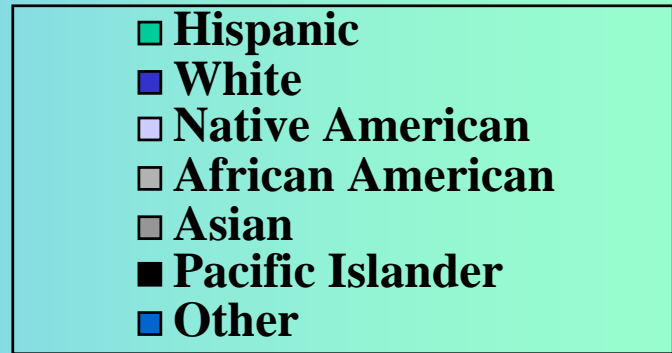 Hispanic
White
Native American
African American
Asian
Pacific Islander
Other